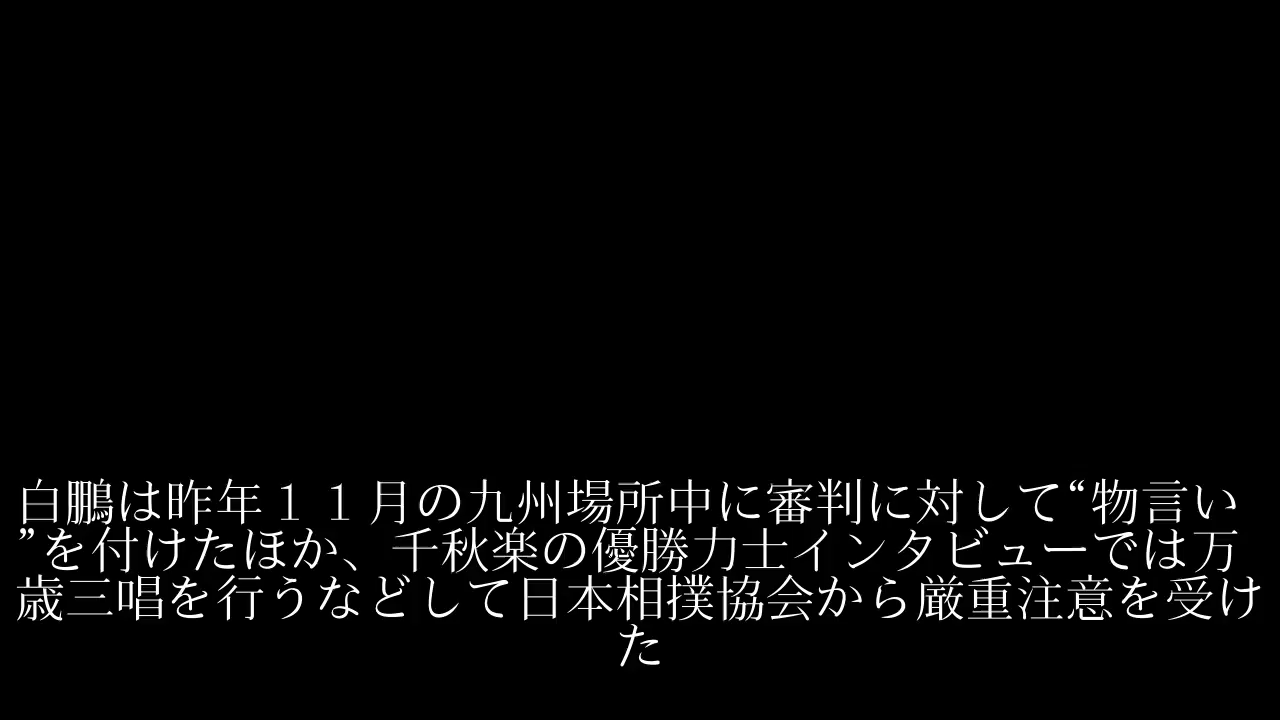 白鵬は昨年１１月の九州場所中に審判に対して“物言い
”を付けたほか、千秋楽の優勝力士インタビューでは万
歳三唱を行うなどして日本相撲協会から厳重注意を受け
た